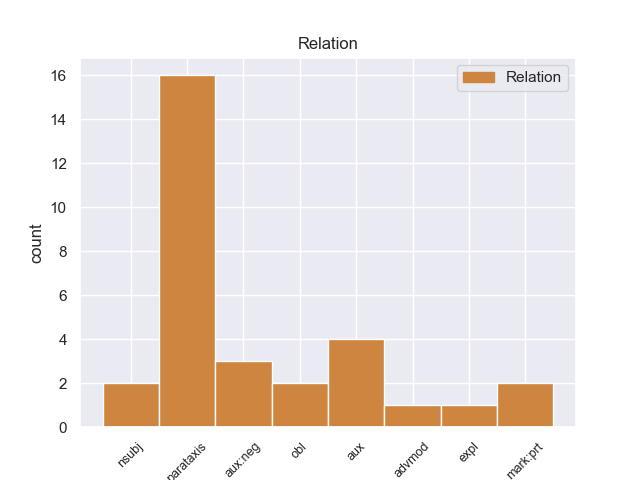 Relation
Relation
count
16
14
12
10
8
6
4
2
0
nsubj
parataxis
aux:neg
obl
aux
advmod
expl
mark:prt